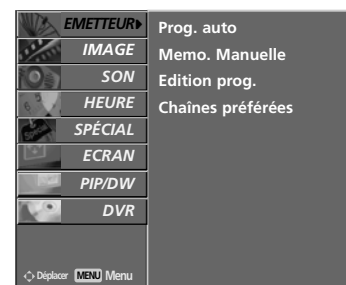 EMETTEUR
IMAGE
SON
HEURE
SPÉCIAL
ECRAN
PIP/DW
DVR
Déplacer MENU Menu
Prog. auto
Memo. Manuelle
Edition prog.
Chaînes préférées